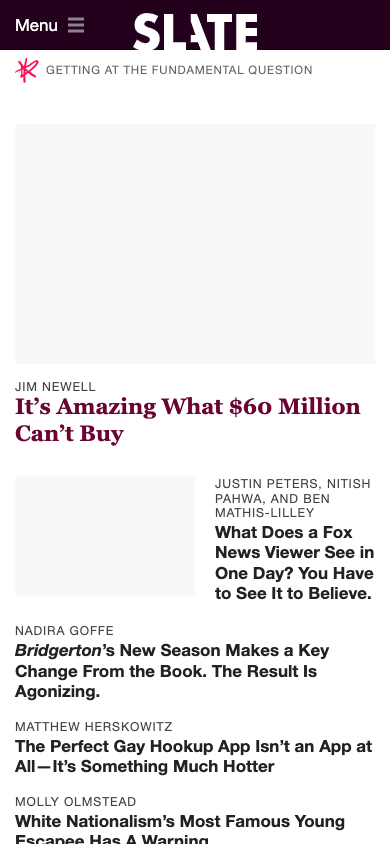 Menu
SLATE
GETTING AT THE FUNDAMENTAL QUESTION
JIM NEWELL
It’s Amazing What $60 Million
Can’t Buy
JUSTIN PETERS, NITISH
PAHWA, AND BEN
MATHIS-LILLEY
What Does a Fox
News Viewer See in
One Day? You Have
to See It to Believe.
NADIRA GOFFE
Bridgerton’s New Season Makes a Key
Change From the Book. The Result Is
Agonizing.
MATTHEW HERSKOWITZ
The Perfect Gay Hookup App Isn’t an App at
All—It’s Something Much Hotter
MOLLY OLMSTEAD
White Nationalism’s Most Famous Young
Escapee Has A Warning